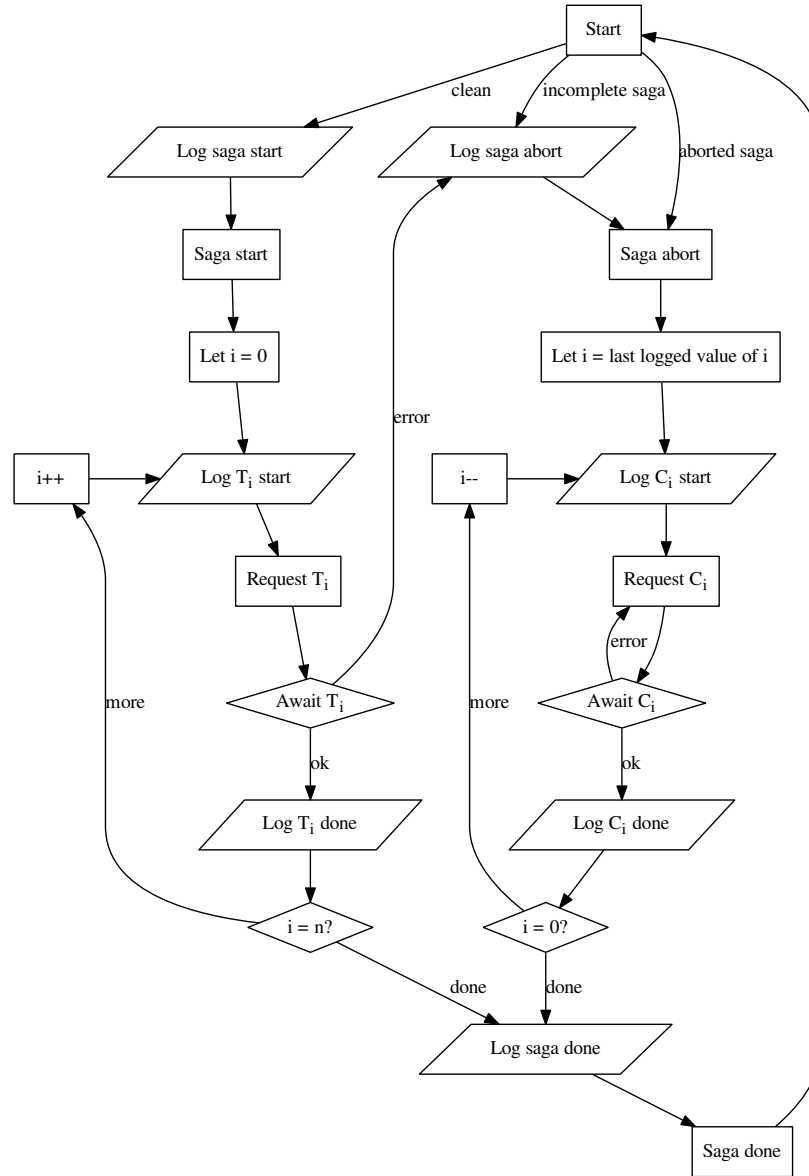 Start
clean
incomplete saga
Log saga start
Log saga abort
aborted saga
Saga start
Saga abort
Let i = 0
Let i = last logged value of i
error
i++
Log Ti start
i--
Log Ci start
Request Ti
Request Ci
error
more
Await Ti
more
Await Ci
ok
ok
Log Ti done
Log Ci done
i = n?
i = 0?
done
done
Log saga done
Saga done